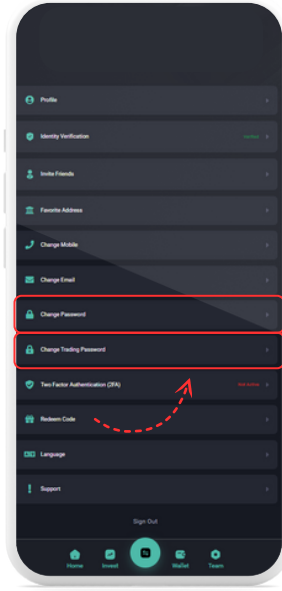 Profile
Identity Verification Verified
Invite Friends
Favorite Address
Change Mobile
Change Email
Change Password
Change Trading Password
Two Factor Authentication (2FA) Not Active
Redeem Code
Language
Support
Sign Out
Home Invest Wallet Team